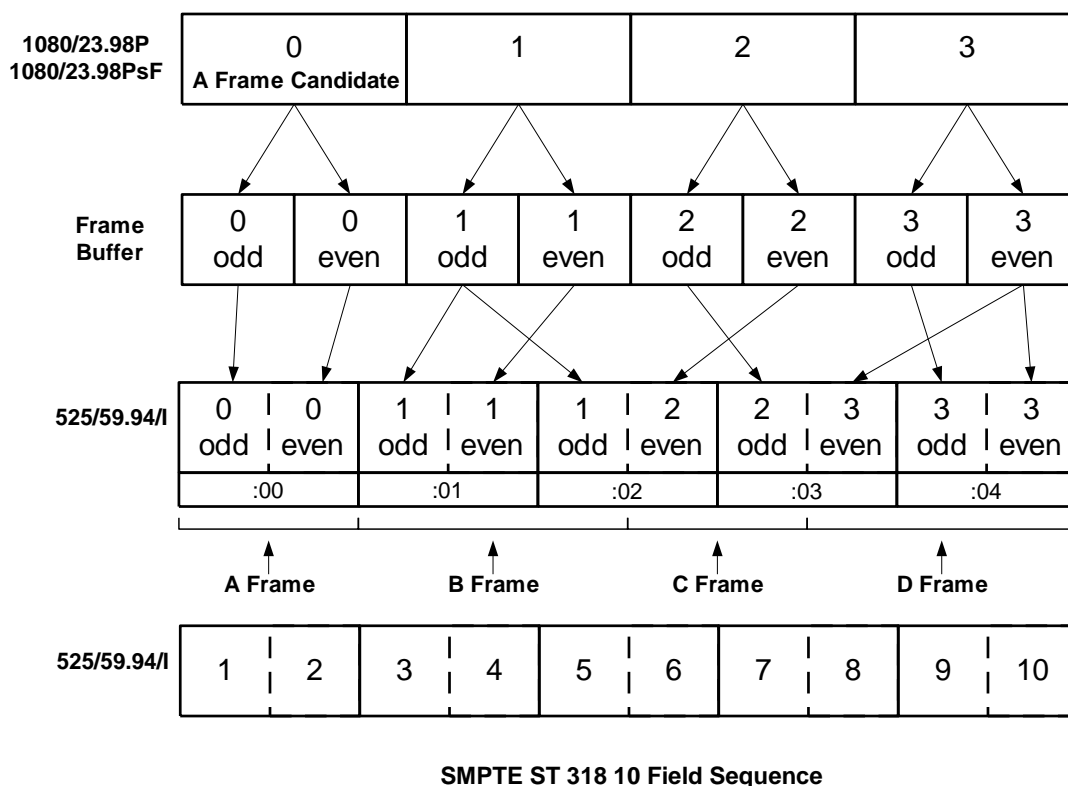 1080/23.98P
1080/23.98PsF
0
1
2
3
A Frame Candidate
Frame
Buffer
0 0 1 1 2 2 3 3
odd even odd even odd even odd even
525/59.94/I
0 0 1 1 1 2 2 3 3 3
odd even odd even odd even odd even odd even
:00 :01 :02 :03 :04
A Frame B Frame C Frame D Frame
525/59.94/I
1 2 3 4 5 6 7 8 9 10
SMPTE ST 318 10 Field Sequence